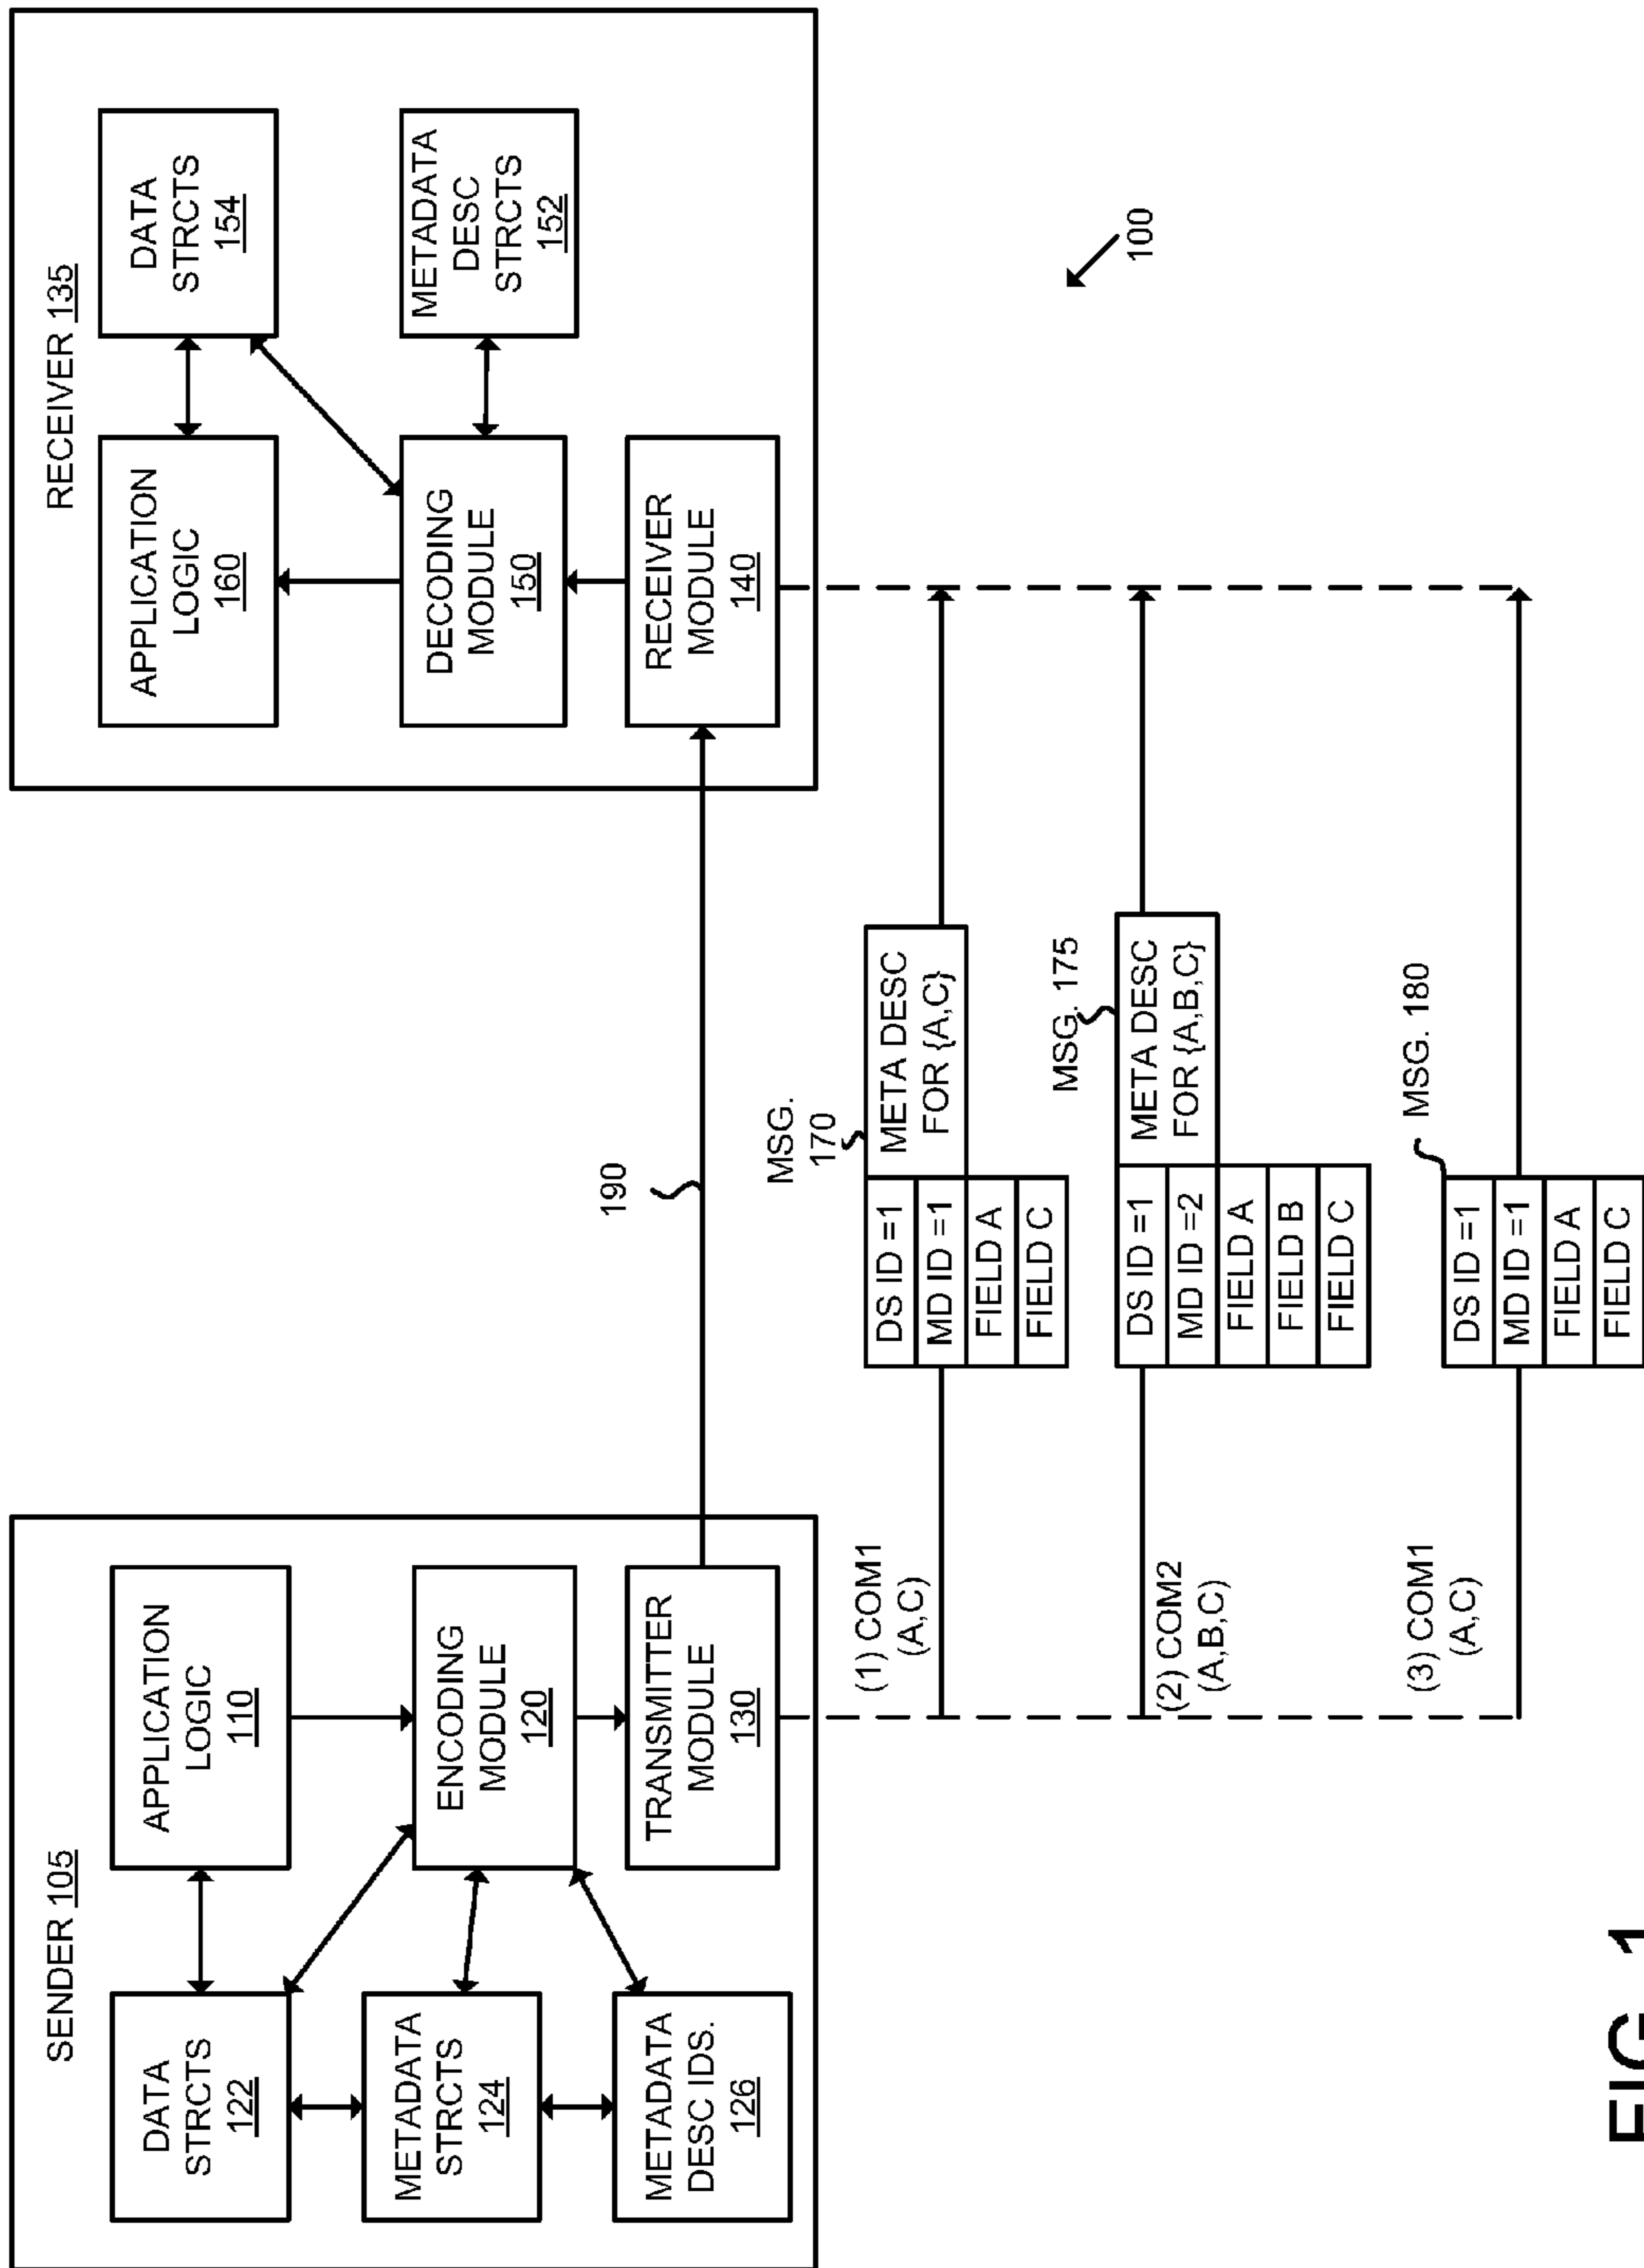 SENDER 105
DATA
STRCTS
122
APPLICATION
LOGIC
110
METADATA
STRCTS
124
ENCODING
MODULE
120
METADATA
DESC IDS.
126
TRANSMITTER
MODULE
130
190
RECEIVER 135
APPLICATION
LOGIC
160
DATA
STRCTS
154
DECODING
MODULE
150
METADATA
DESC
STRCTS
152
RECEIVER
MODULE
140
(1) COM1
(A,C)
MSG.
170
DS ID =1
MD ID =1
FIELD A
FIELD C
META DESC
FOR {A,C}
(2) COM2
(A,B,C)
MSG. 175
DS ID =1
MD ID =2
FIELD A
FIELD B
FIELD C
META DESC
FOR {A,B,C}
(3) COM1
(A,C)
MSG. 180
DS ID =1
MD ID =1
FIELD A
FIELD C
100
FIG. 1